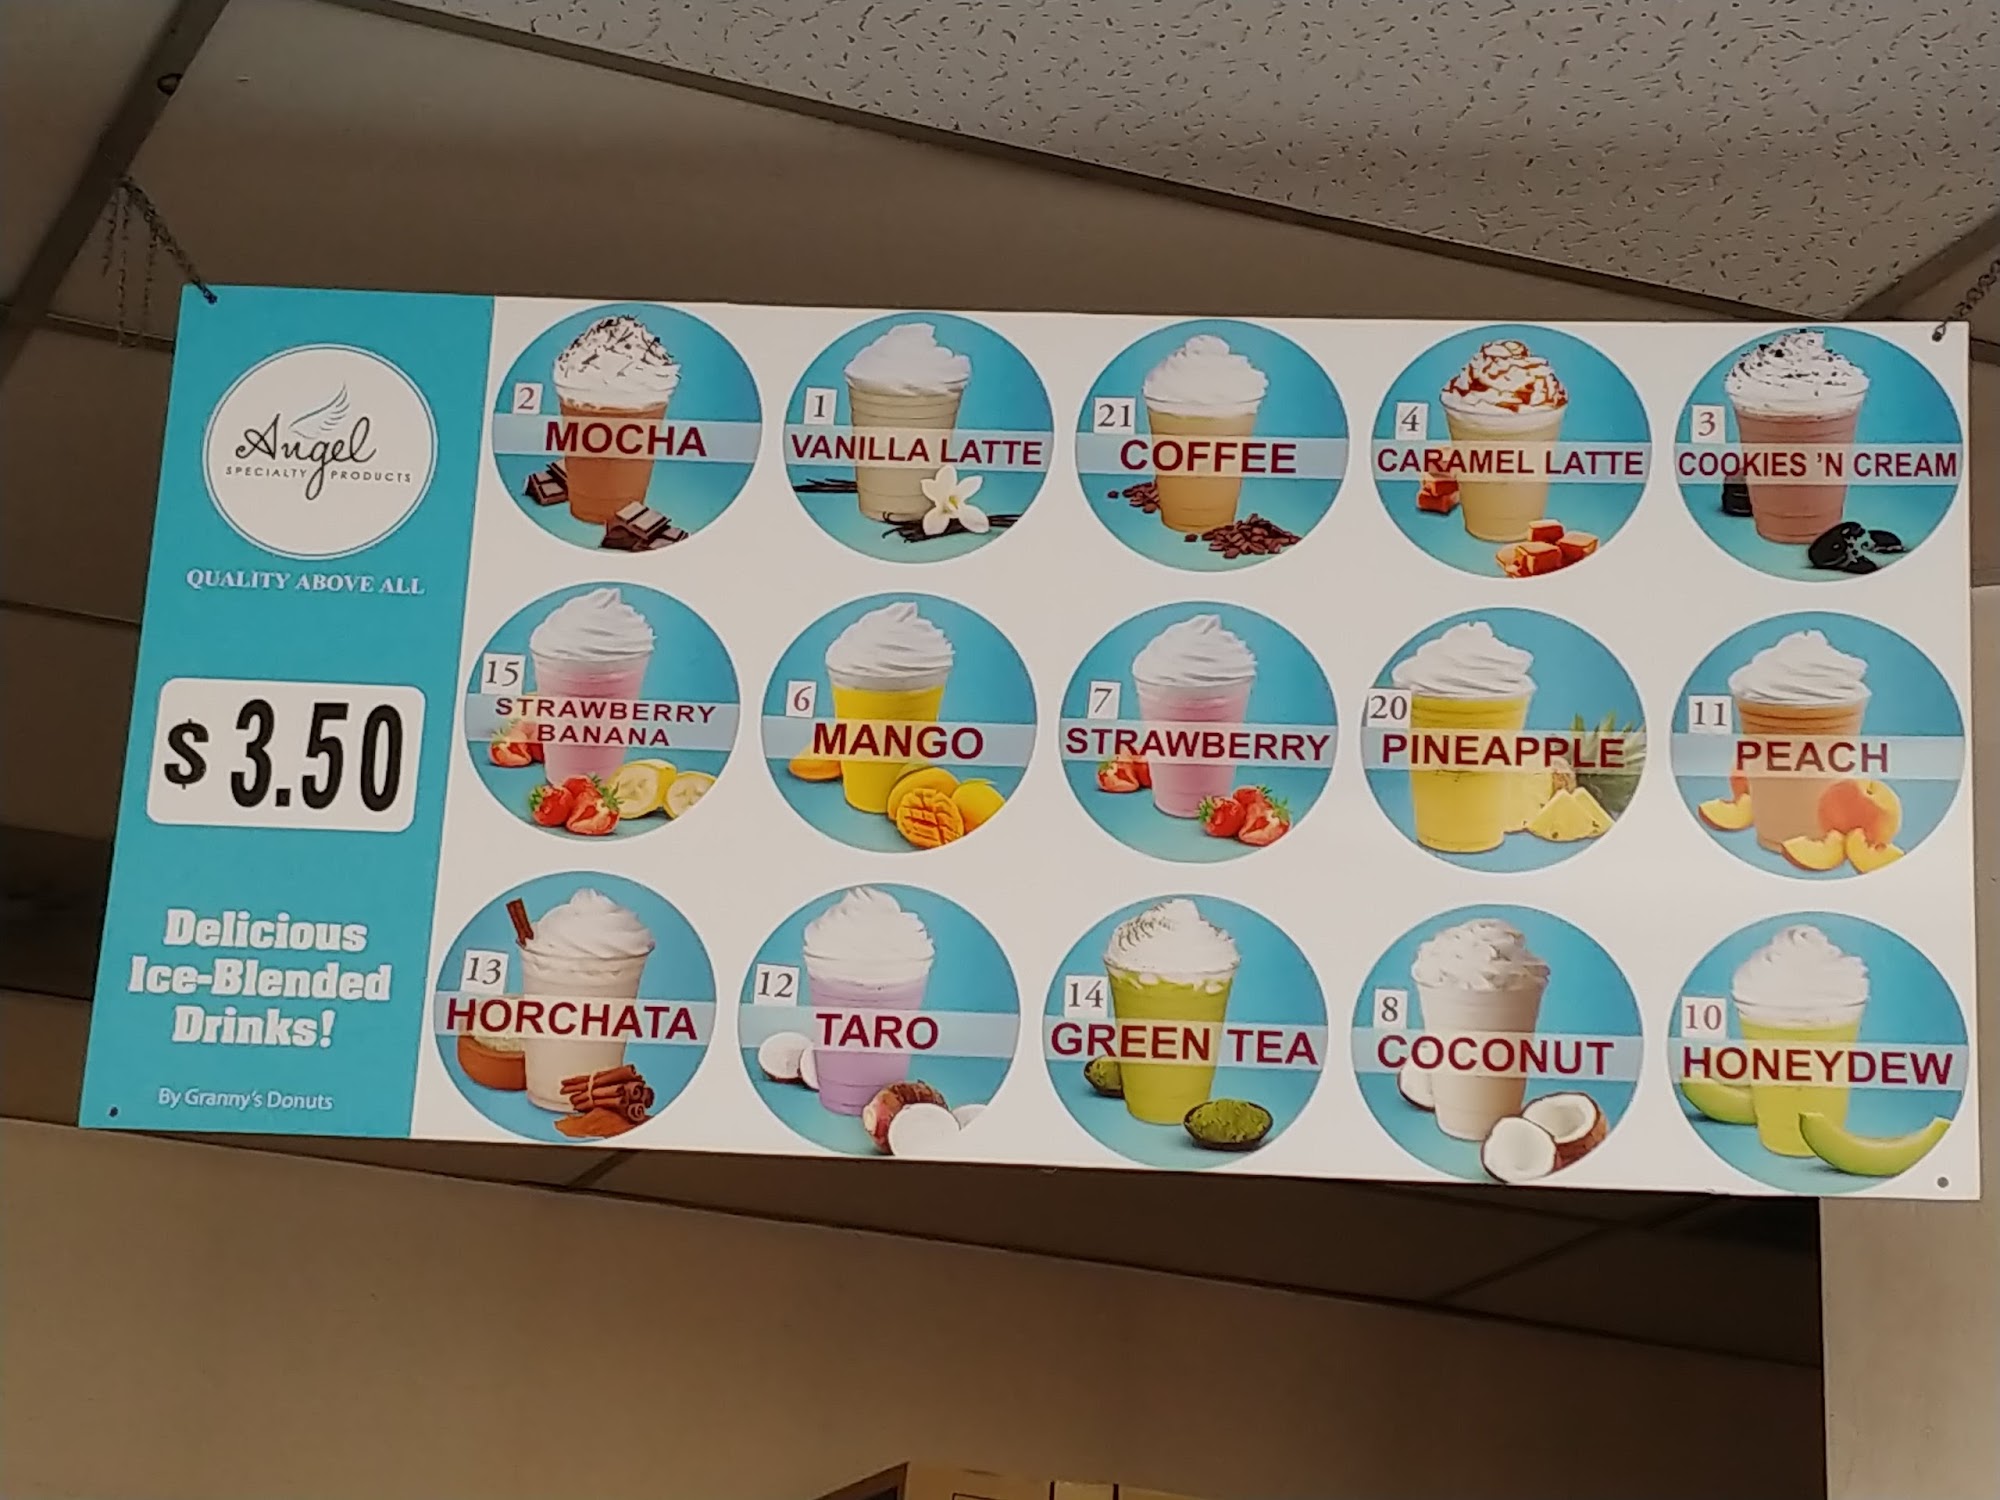 Angel
SPECIALTY PRODUCTS
QUALITY ABOVE ALL
$ 3.50
Delicious
Ice-Blended
Drinks!
By Granny's Donuts
2
MOCHA
1
VANILLA LATTE
21
COFFEE
4
CARAMEL LATTE
3
COOKIES 'N CREAM
15
STRAWBERRY
BANANA
6
MANGO
7
STRAWBERRY
20
PINEAPPLE
11
PEACH
13
HORCHATA
12
TARO
14
GREEN TEA
8
COCONUT
10
HONEYDEW